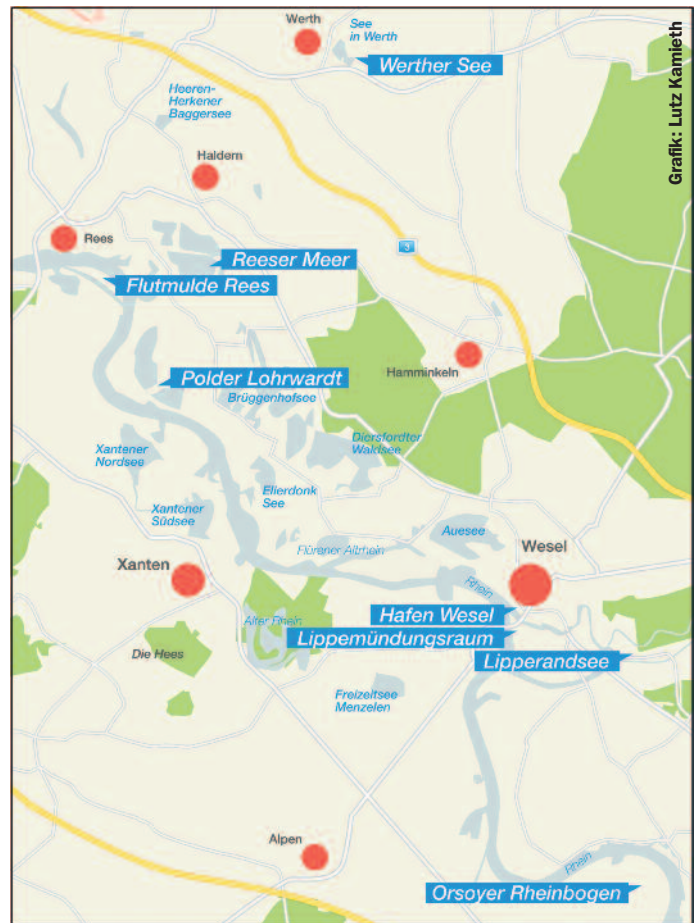 Werth
See
in Werth
Werther See
Grafik: Lutz Kamieth
Heeren-
Herkener
Baggersee
Haldern
Rees
3
Reeser Meer
Flutmulde Rees
Hamminkeln
Polder Lohrwardt
Brüggenhofsee
Xantener
Nordsee
Diersfordter
Waldsee
Ellerdonk
See
Xantener
Südsee
Auesee
Wesel
Flürener Altrhein
Xanten
Rhein
Hafen Wesel
Alter Rhein
Lippemündungsraum
Die Hees
Lipperandsee
Freizeitsee
Menzelen
Alpen
Rhein
Orsoyer Rheinbogen